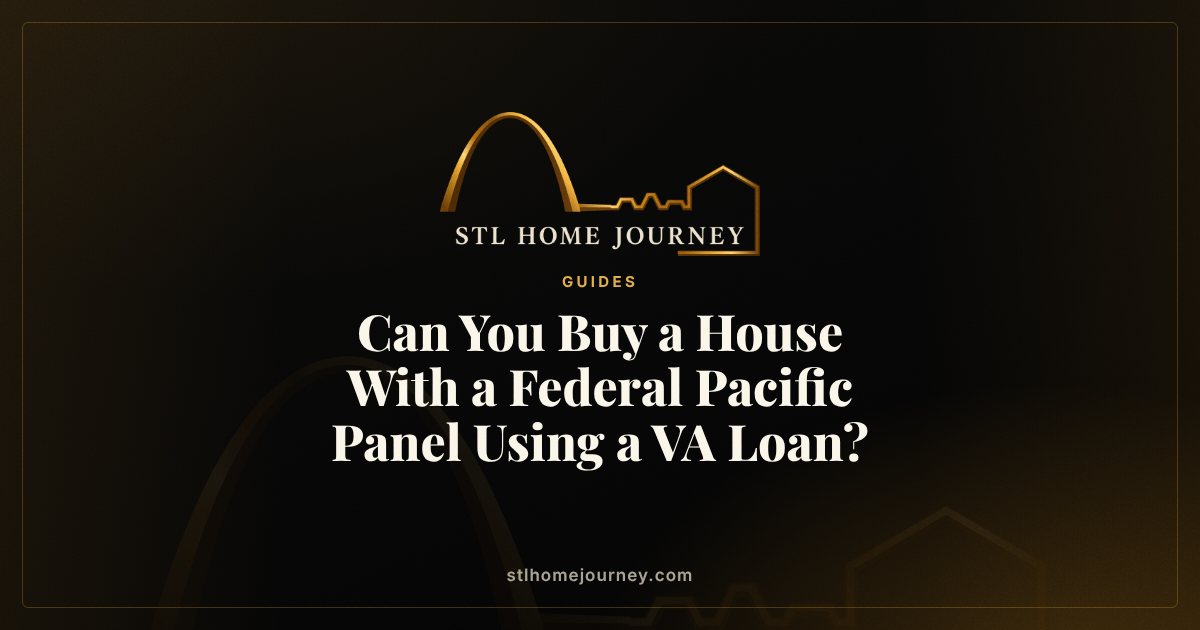 STL HOME JOURNEY
GUIDES
Can You Buy a House
With a Federal Pacific
Panel Using a VA Loan?
stlhomejourney.com